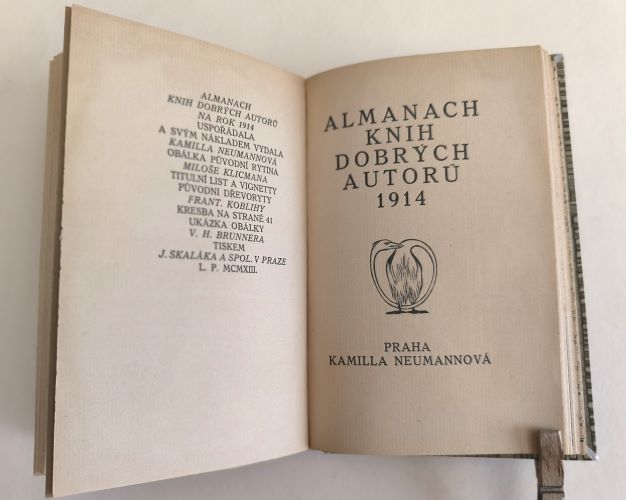 ALMANACH
KNIH DOBRÝCH AUTORŮ
NA ROK 1914
USPOŘÁDALA
A SVÝM NÁKLADEM VYDALA
KAMILLA NEUMANNOVÁ
OBÁLKA PŮVODNÍ RYTINA
MILOŠE KLICMANA
TITULNÍ LIST A VIGNETTY
PŮVODNÍ DŘEVORYTY
FRANT. KOBLIHY
KRESBA NA STRANĚ 41
UKÁZKA OBÁLKY
V. H. BRUNNERA
TISKEM
J. SKALÁKA A SPOL. V PRAZE
L. P. MCMXIII.
ALMANACH
KNIH
DOBRÝCH
AUTORŮ
1914
PRAHA
KAMILLA NEUMANNOVÁ